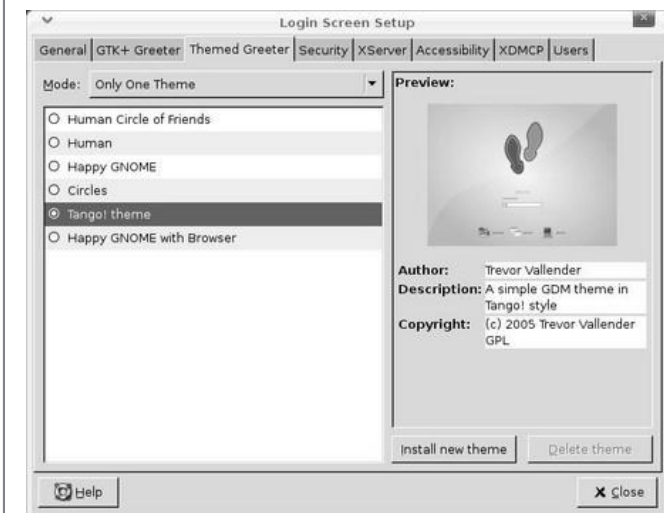 Login Screen Setup
General GTK+ Greeter Themed Greeter Security XServer Accessibility XDMCP Users
Mode: Only One Theme
Human Circle of Friends
Human
Happy GNOME
Circles
Tango! theme
Happy GNOME with Browser
Preview:
Author: Trevor Vallender
Description: A simple GDM theme in
Tango! style
Copyright: (c) 2005 Trevor Vallender
GPL
Install new theme Delete theme
Help Close